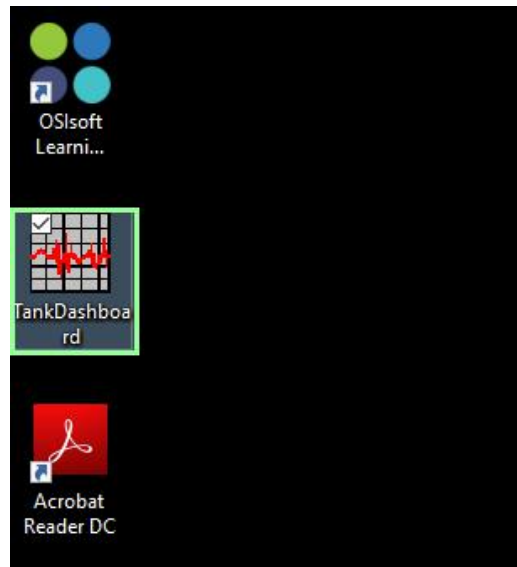 OSIsoft
Learni...
TankDashboa
rd
Acrobat
Reader DC